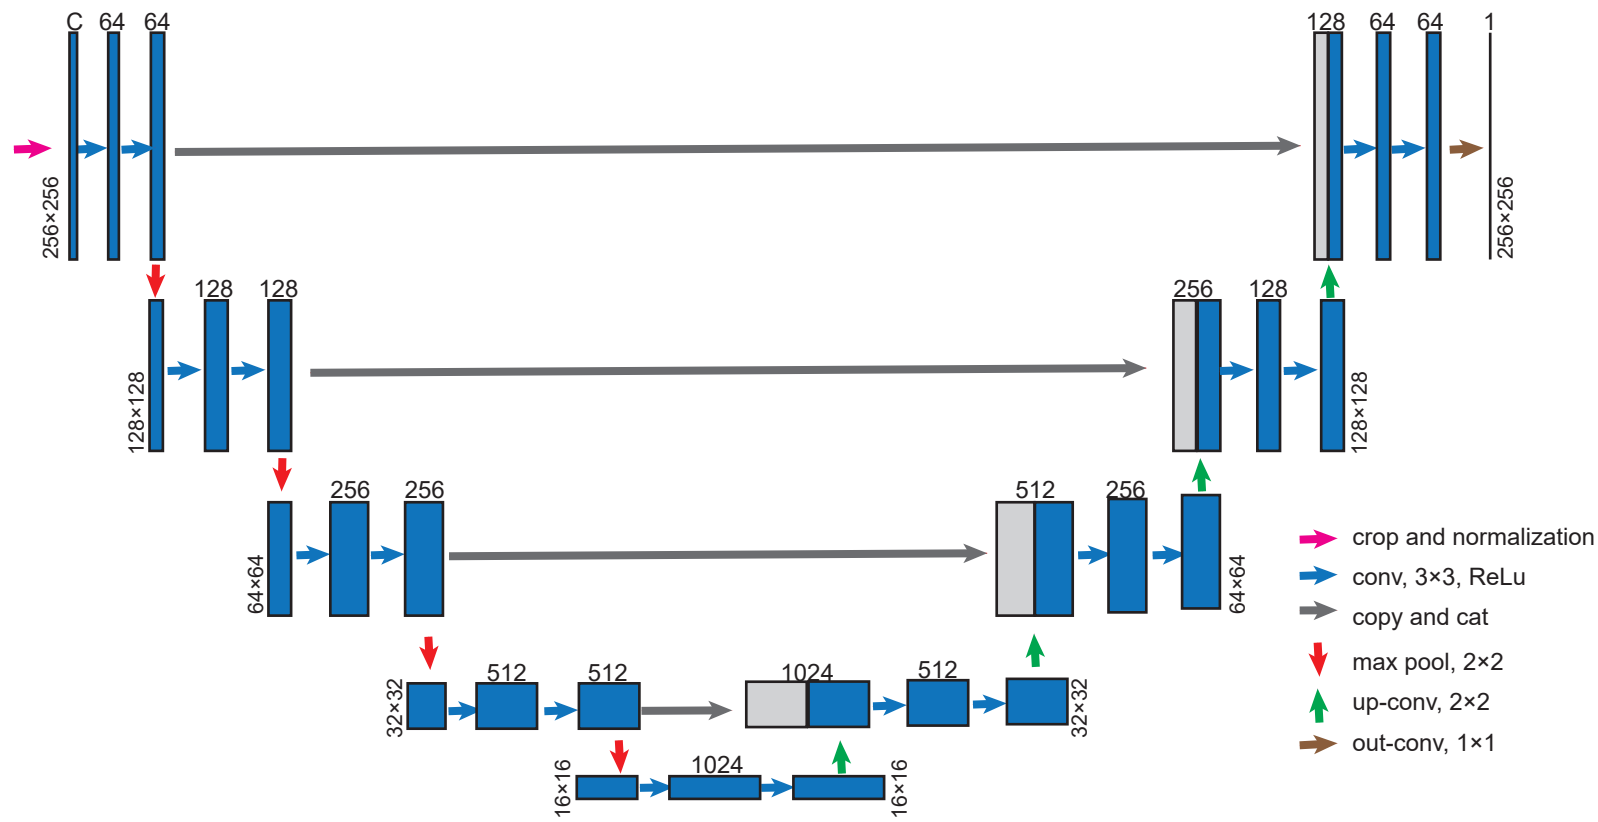 C 64 64
128 64 64 1
256×256
256×256
128 128
256 128
128×128
128×128
256 256
512 256
64×64
64×64
512 512
1024 512
32×32
32×32
1024
16×16
16×16
crop and normalization
conv, 3×3, ReLu
copy and cat
max pool, 2×2
up-conv, 2×2
out-conv, 1×1